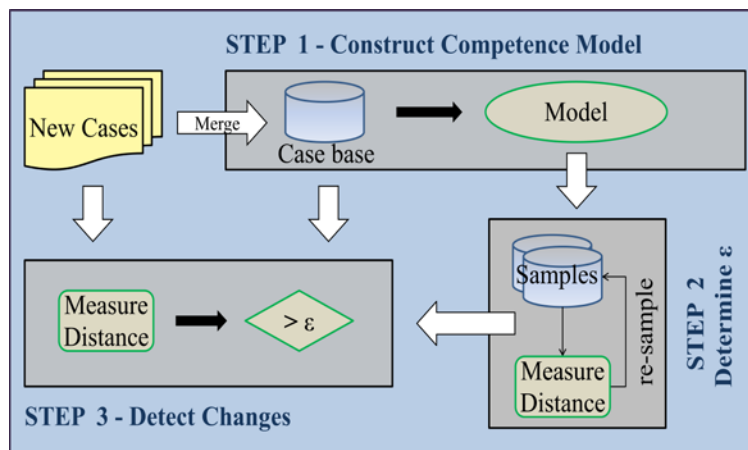 STEP 1 - Construct Competence Model
New Cases
Merge
Case base
Model
Samples
re-sample
Measure
Distance
STEP 2
Determine ε
Measure
Distance
> ε
STEP 3 - Detect Changes